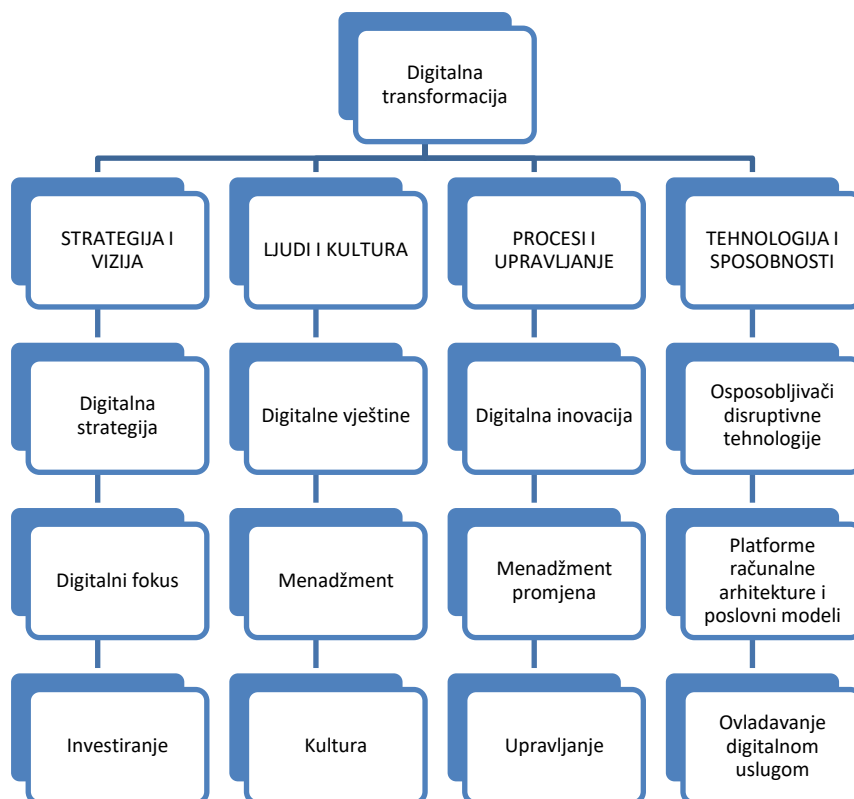 Digitalna
transformacija
STRATEGIJA I
VIZIJA
LJUDI I KULTURA
PROCESI I
UPRAVLJANJE
TEHNOLOGIJA I
SPOSOBNOSTI
Digitalna
strategija
Digitalne vještine
Digitalna inovacija
Osposobljivači
disruptivne
tehnologije
Digitalni fokus
Menadžment
Menadžment
promjena
Platforme
računalne
arhitekture i
poslovni modeli
Investiranje
Kultura
Upravljanje
Ovladavanje
digitalnom
uslugom